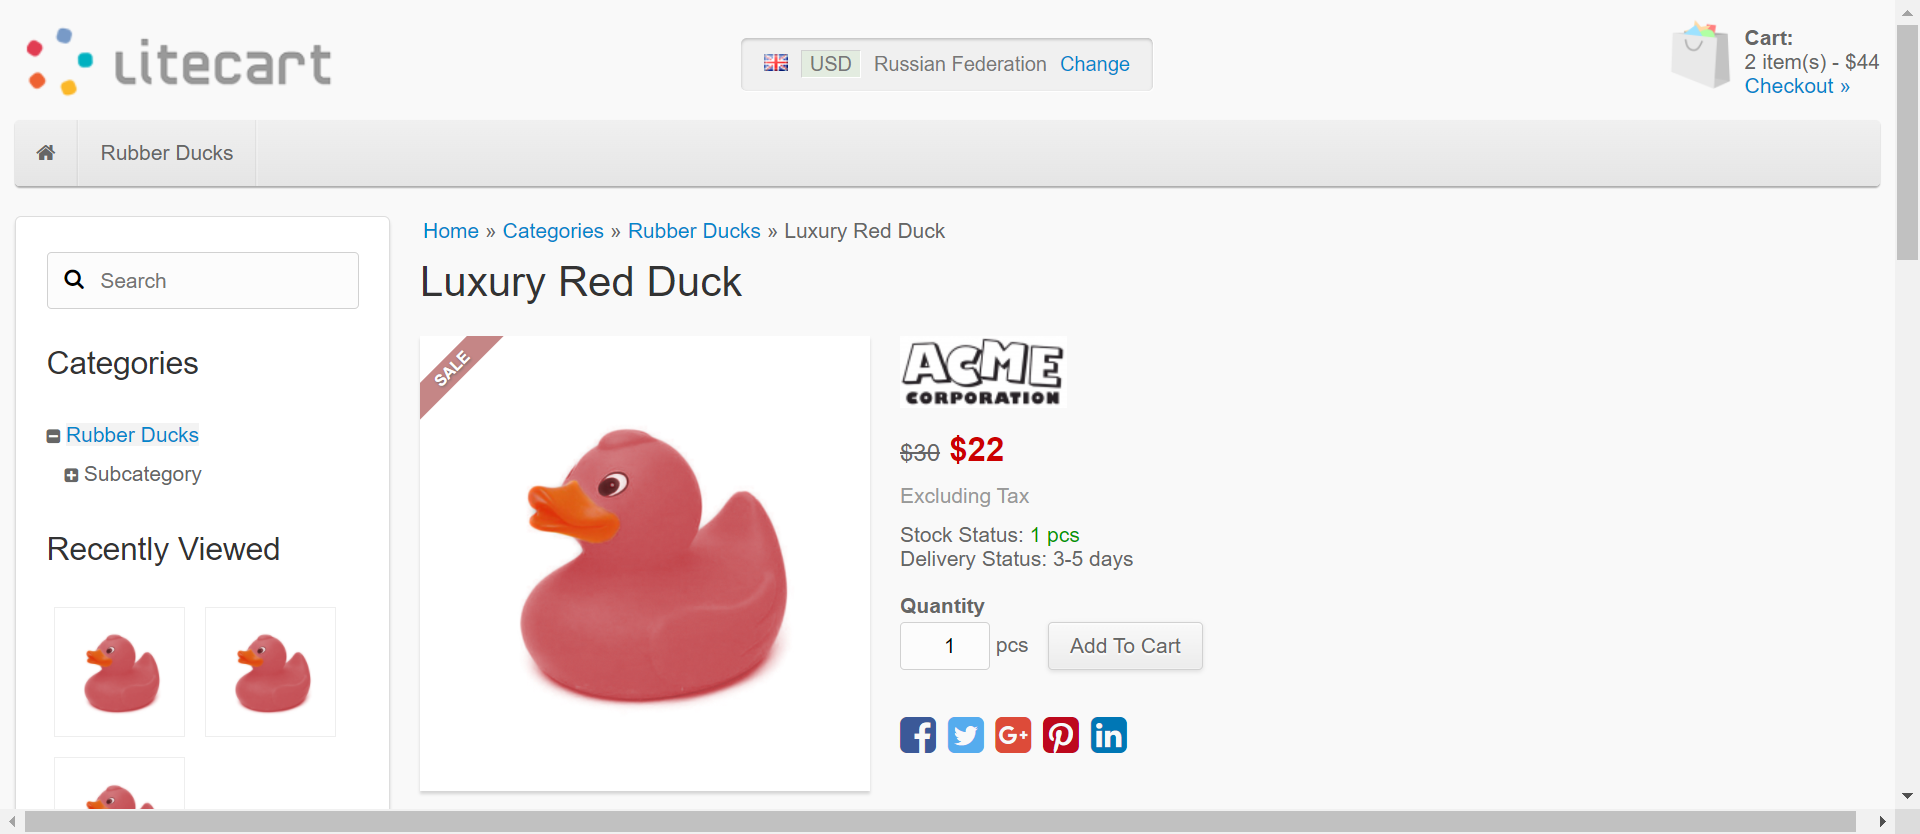 Litecart
USD Russian Federation Change
Cart:
2 item(s) - $44
Checkout »
Rubber Ducks
Search
Categories
Rubber Ducks
Subcategory
Recently Viewed
Home » Categories » Rubber Ducks » Luxury Red Duck
Luxury Red Duck
SALE
ACME
CORPORATION
$30 $22
Excluding Tax
Stock Status: 1 pcs
Delivery Status: 3-5 days
Quantity
1 pcs Add To Cart
f G+ in